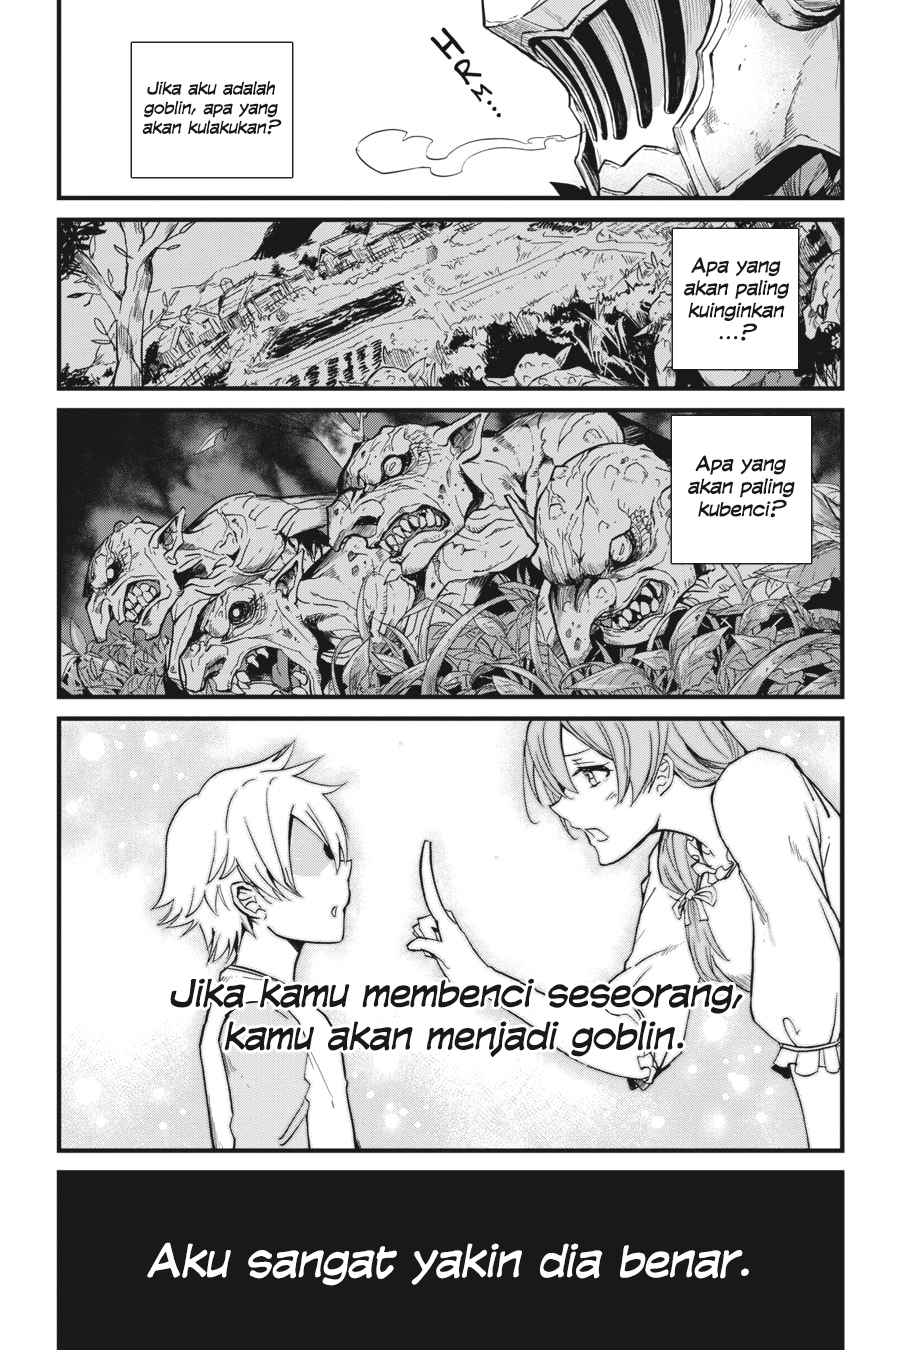 Jika aku adalah
goblin, apa yang
akan kulakukan?
HRM...
Apa yang
akan paling
kuinginkan
...?
Apa yang
akan paling
kubenci?
Jika kamu membenci seseorang,
kamu akan menjadi goblin.
Aku sangat yakin dia benar.